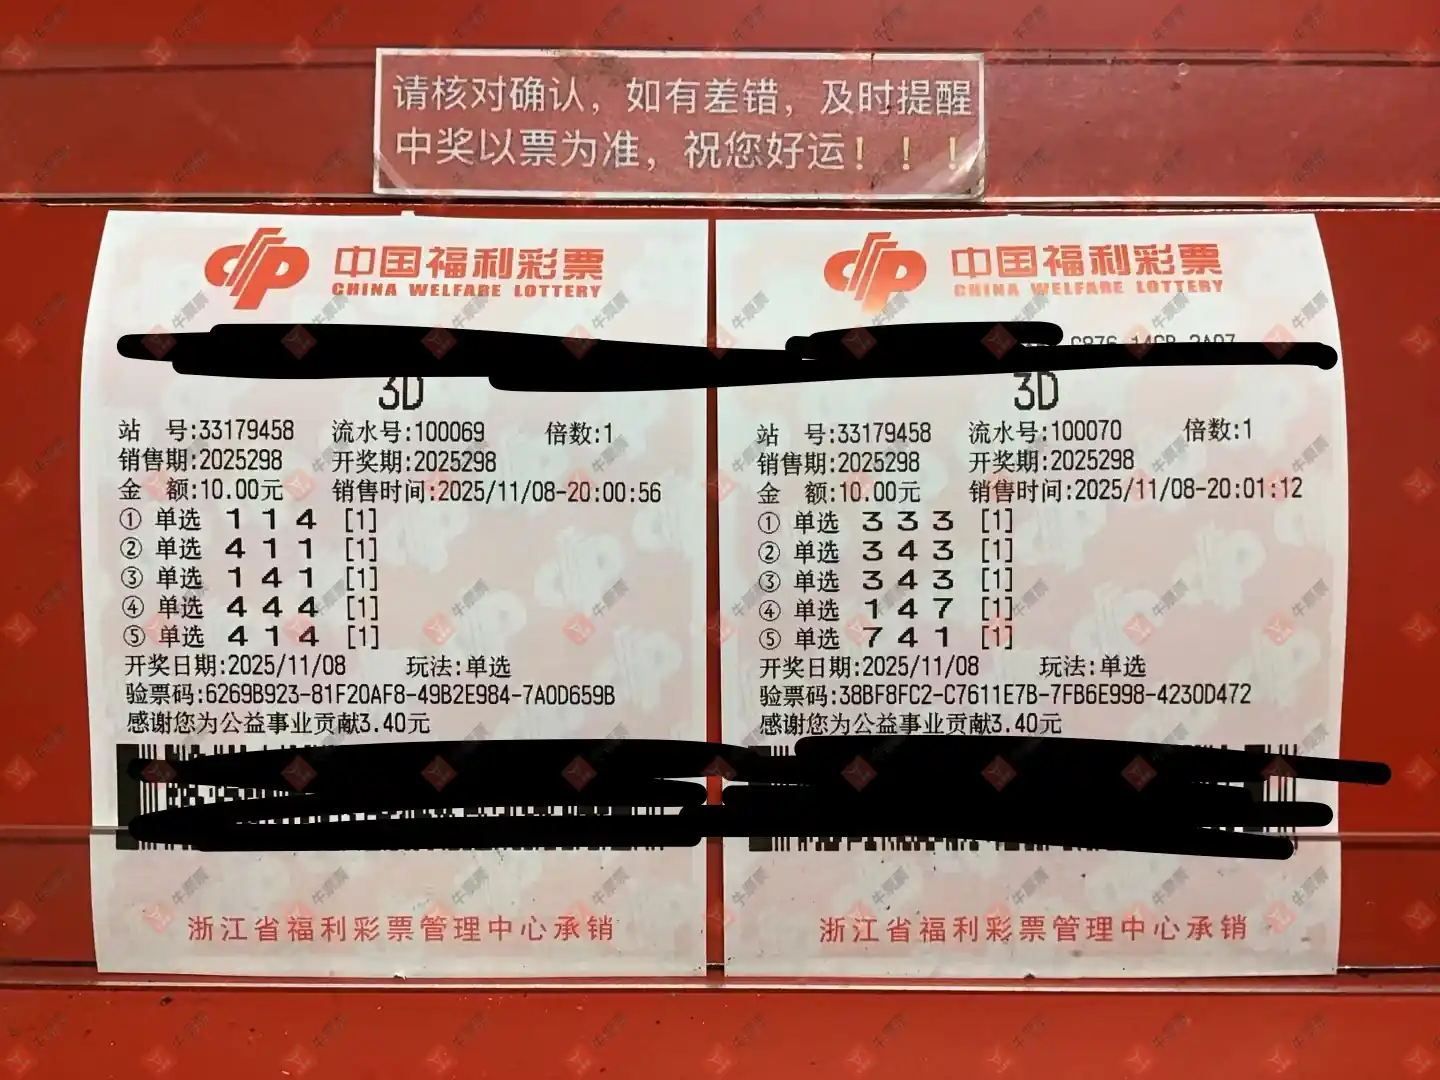 请核对确认，如有差错，及时提醒
中奖以票为准，祝您好运！！！
中国福利彩票
CHINA WELFARE LOTTERY
3D
站 号:33179458 流水号:100069 倍数:1
销售期:2025298 开奖期:2025298
金 额:10.00元 销售时间:2025/11/08-20:00:56
① 单选 1 1 4 [1]
② 单选 4 1 1 [1]
③ 单选 1 4 1 [1]
④ 单选 4 4 4 [1]
⑤ 单选 4 1 4 [1]
开奖日期:2025/11/08 玩法:单选
验票码:6269B923-81F20AF8-49B2E984-7A0D659B
感谢您为公益事业贡献3.40元
浙江省福利彩票管理中心承销
中国福利彩票
CHINA WELFARE LOTTERY
3D
站 号:33179458 流水号:100070 倍数:1
销售期:2025298 开奖期:2025298
金 额:10.00元 销售时间:2025/11/08-20:01:12
① 单选 3 3 3 [1]
② 单选 3 4 3 [1]
③ 单选 3 4 3 [1]
④ 单选 1 4 7 [1]
⑤ 单选 7 4 1 [1]
开奖日期:2025/11/08 玩法:单选
验票码:38BF8FC2-C7611E7B-7FB6E998-4230D472
感谢您为公益事业贡献3.40元
浙江省福利彩票管理中心承销